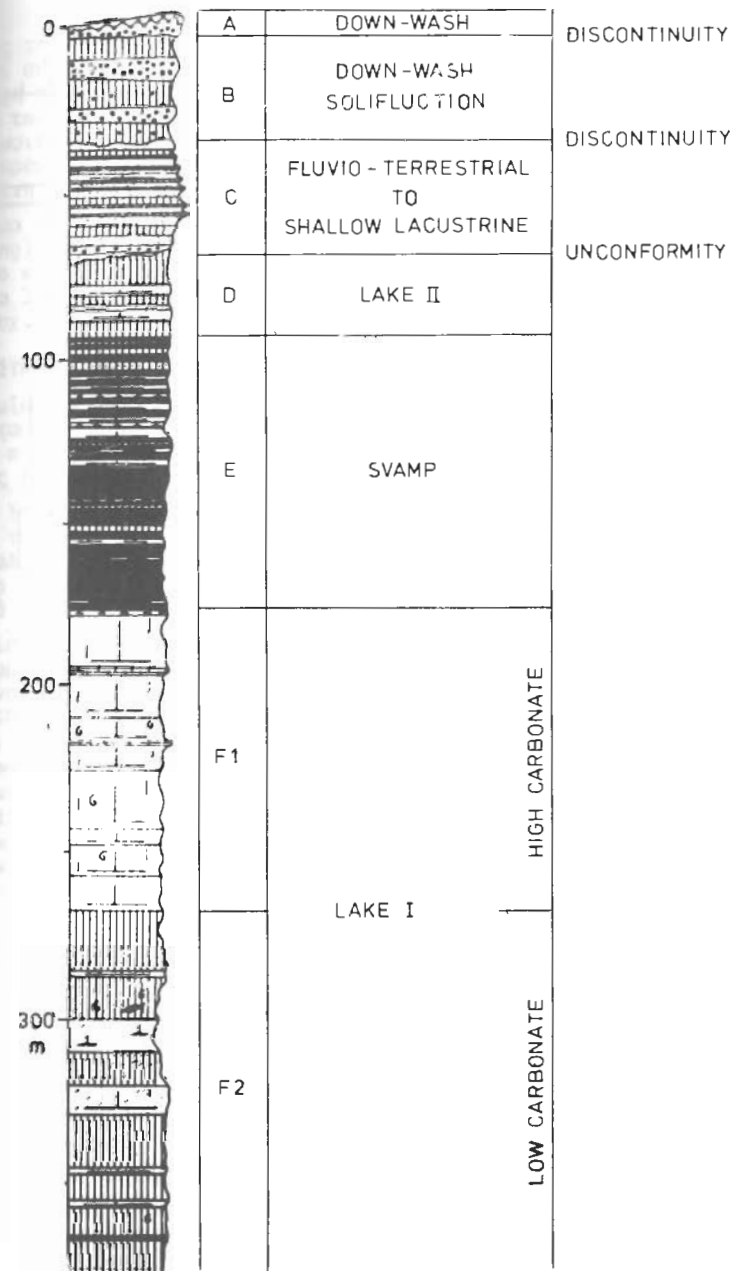 0
A
DOWN-WASH
DISCONTINUITY
B
DOWN-WASH
SOLIFLUCTION
DISCONTINUITY
C
FLUVIO-TERRESTRIAL
TO
SHALLOW LACUSTRINE
UNCONFORMITY
D
LAKE II
100
E
SVAMP
200
F1
HIGH CARBONATE
LAKE I
300
m
F2
LOW CARBONATE